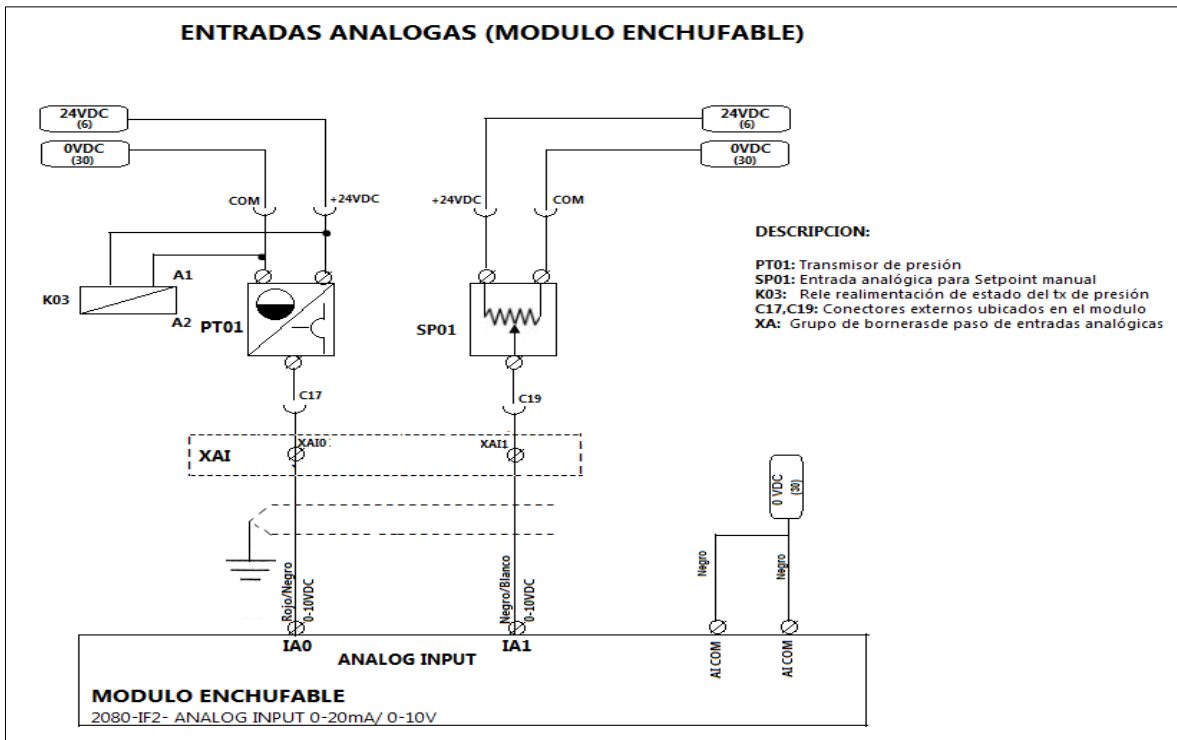 ENTRADAS ANALOGAS (MODULO ENCHUFABLE)
24VDC
(6)
0VDC
(30)
24VDC
(6)
0VDC
(30)
COM
+24VDC
+24VDC
COM
A1
K03
A2
PT01
SP01
DESCRIPCION:
PT01: Transmisor de presión
SP01: Entrada analógica para Setpoint manual
K03: Rele realimentación de estado del tx de presión
C17,C19: Conectores externos ubicados en el modulo
XA: Grupo de bornerasde paso de entradas analógicas
C17
C19
XAI
XAI0 :
XAI1
0 VDC
(30)
Rojo/Negro
0-10VDC
Negro/Blanco
0-10VDC
Negro
Negro
IA0
ANALOG INPUT
IA1
AI COM
AI COM
MODULO ENCHUFABLE
2080-IF2- ANALOG INPUT 0-20mA/ 0-10V